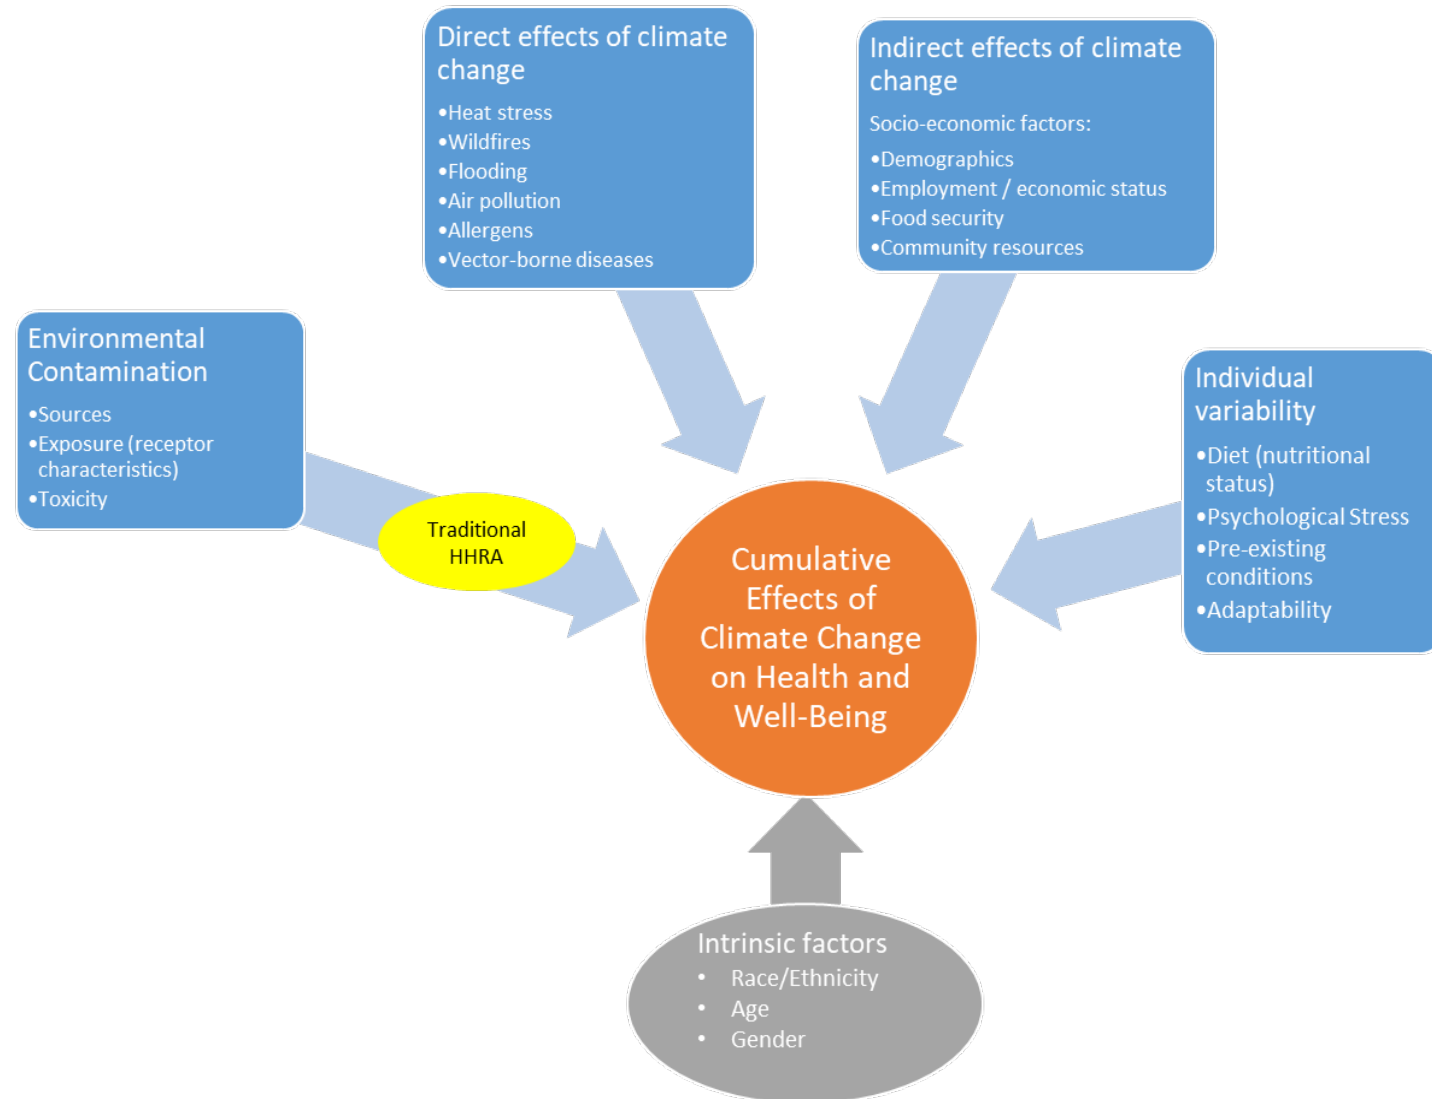 Direct effects of climate
change
•Heat stress
•Wildfires
•Flooding
•Air pollution
•Allergens
•Vector-borne diseases
Indirect effects of climate
change
Socio-economic factors:
•Demographics
•Employment / economic status
•Food security
•Community resources
Environmental
Contamination
•Sources
•Exposure (receptor
characteristics)
•Toxicity
Individual
variability
•Diet (nutritional
status)
•Psychological Stress
•Pre-existing
conditions
•Adaptability
Traditional
HHRA
Cumulative
Effects of
Climate Change
on Health and
Well-Being
Intrinsic factors
• Race/Ethnicity
• Age
• Gender